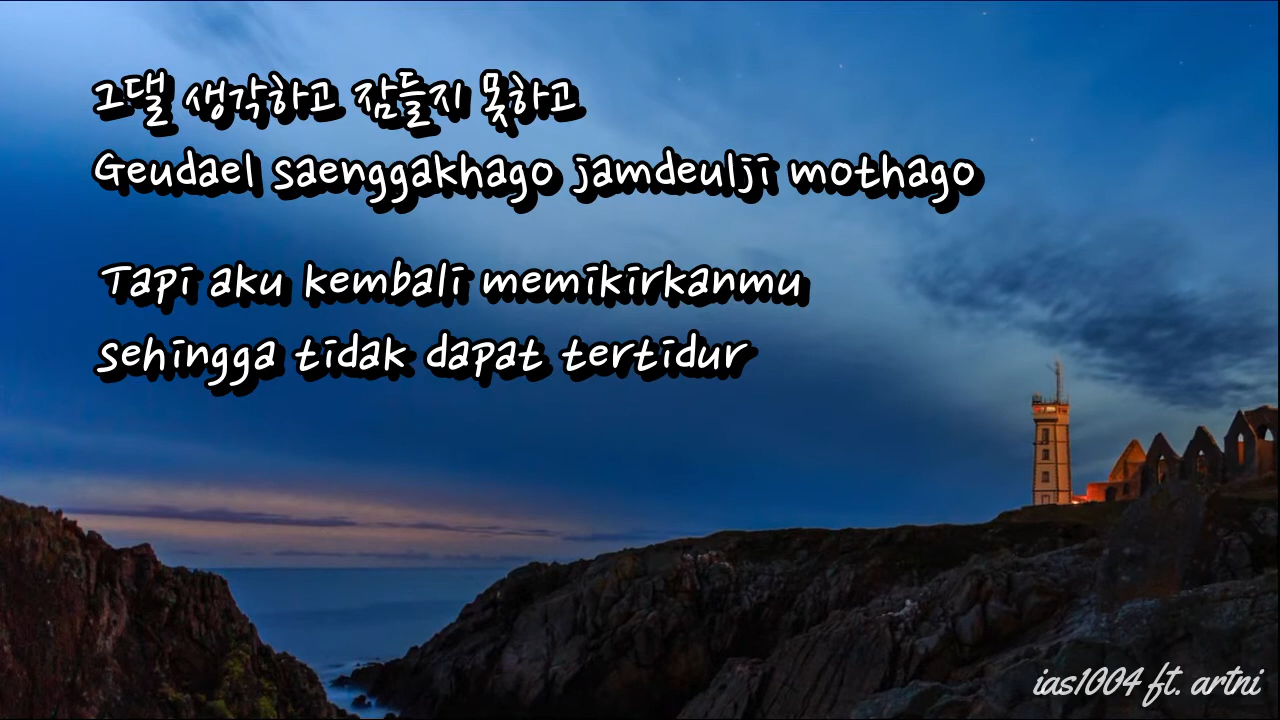 그댈 생각하고 잠들지 못하고
Geudael saenggakhago jamdeulji mothago
Tapi aku kembali memikirkanmu
sehingga tidak dapat tertidur
ias1004 ft. artni